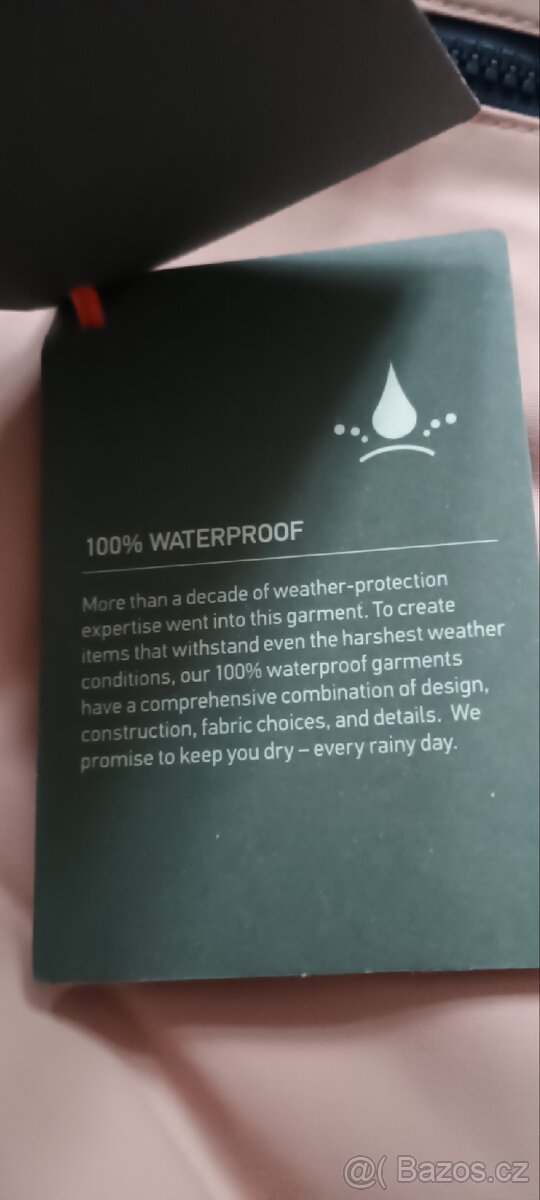 100% WATERPROOF
More than a decade of weather-protection
expertise went into this garment. To create
items that withstand even the harshest weather
conditions, our 100% waterproof garments
have a comprehensive combination of design,
construction, fabric choices, and details. We
promise to keep you dry – every rainy day.
@( Bazos.cz